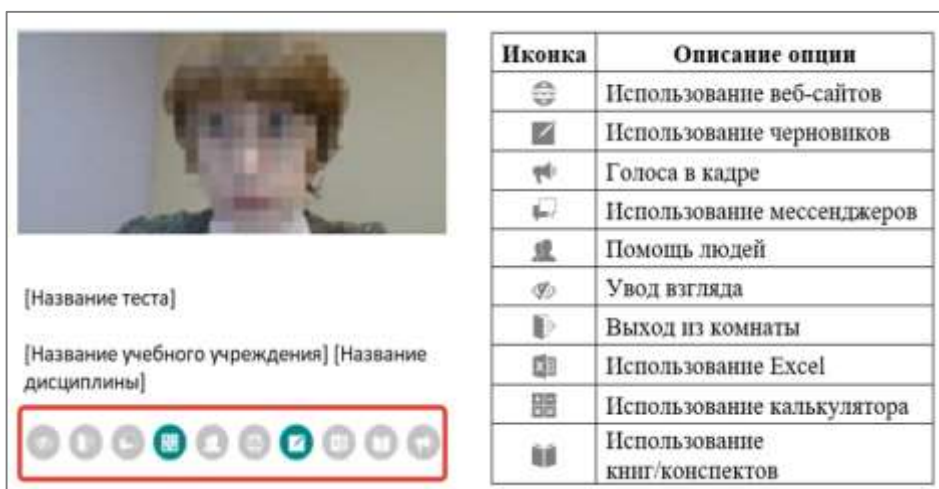 [Название теста]
[Название учебного учреждения] [Название
дисциплины]
Иконка Описание опции
Использование веб-сайтов
Использование черновиков
Голоса в кадре
Использование мессенджеров
Помощь людей
Увод взгляда
Выход из комнаты
Использование Excel
Использование калькулятора
Использование
книг/конспектов